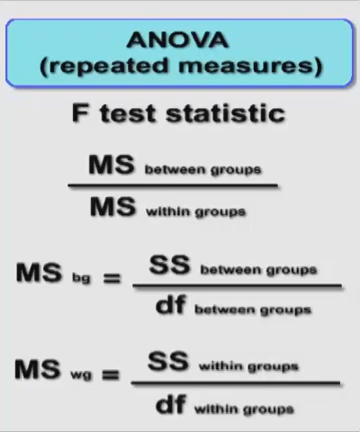 ANOVA
(repeated measures)
F test statistic
MS between groups
MS within groups
MS bg = SS between groups
df between groups
MS wg = SS within groups
df within groups